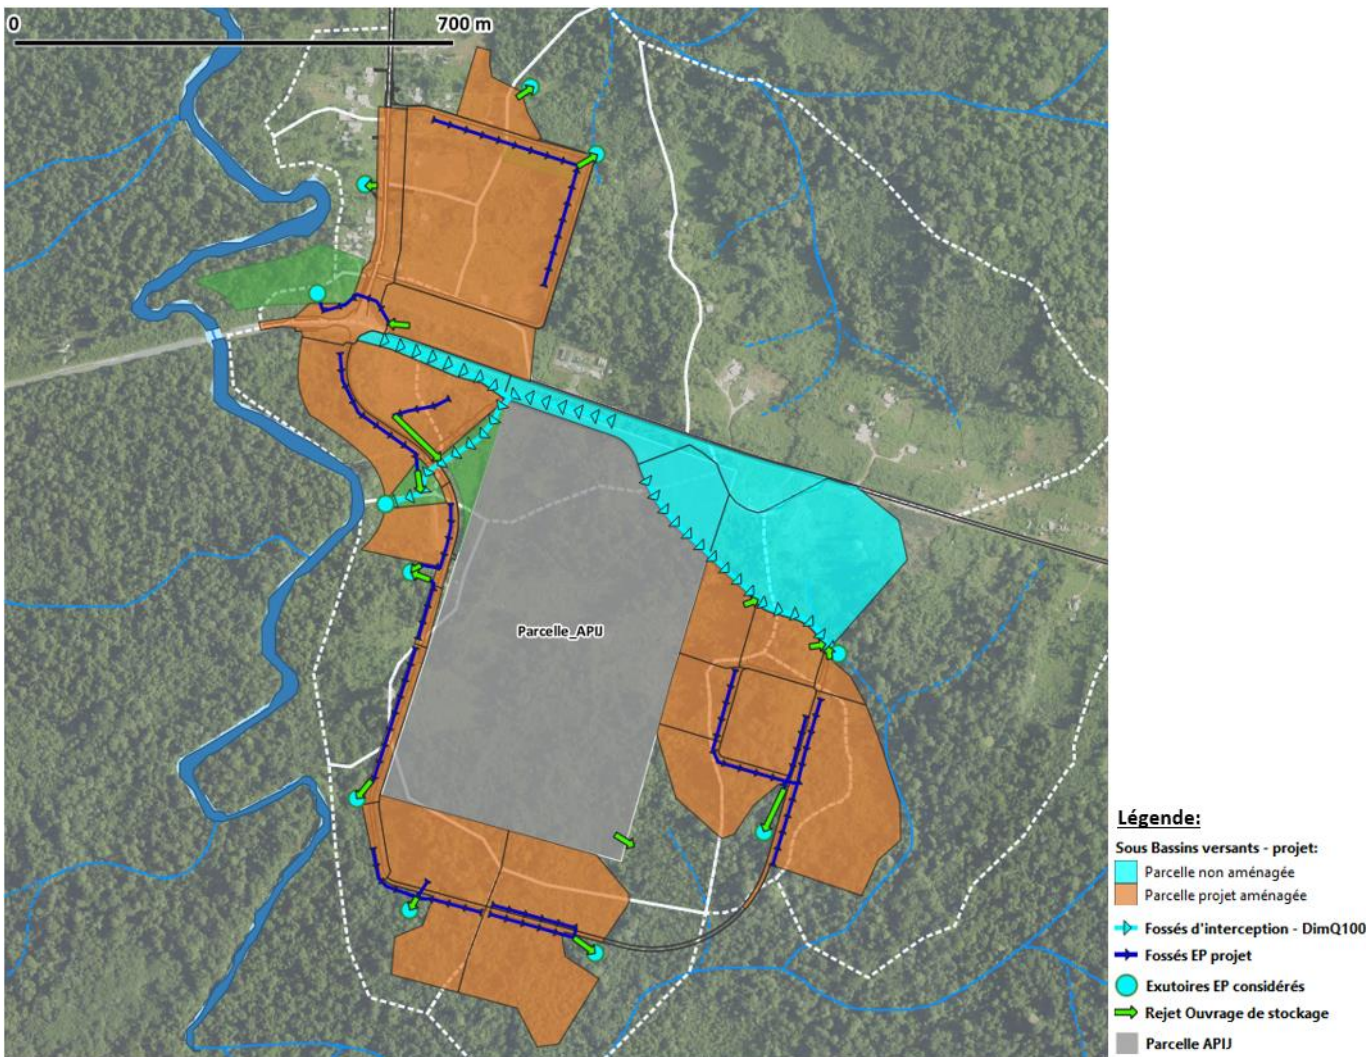 0 700 m
Parcelle_APIJ
Légende:
Sous Bassins versants - projet:
Parcelle non aménagée
Parcelle projet aménagée
Fossés d'interception - DimQ100
Fossés EP projet
Exutoires EP considérés
Rejet Ouvrage de stockage
Parcelle APIJ